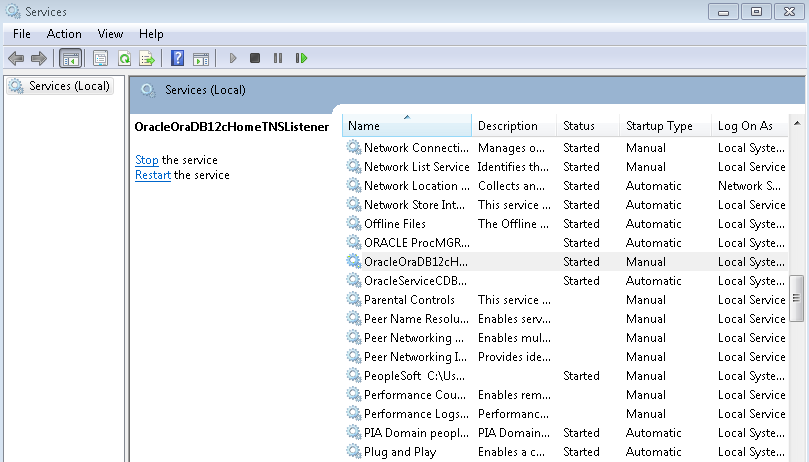 Services
File Action View Help
Services (Local)
Services (Local)
OracleOraDB12cHomeTNSListener
Stop the service
Restart the service
Name Description Status Startup Type Log On As
Network Connecti... Manages o... Started Manual Local Syste...
Network List Service Identifies th... Started Manual Local Service
Network Location ... Collects an... Started Automatic Network S...
Network Store Int... This service ... Started Automatic Local Service
Offline Files The Offline ... Started Automatic Local Syste...
ORACLE ProcMGR... Started Automatic Local Syste...
OracleOraDB12cH... Started Manual Local Syste...
OracleServiceCDB... Started Automatic Local Syste...
Parental Controls This service ... Manual Local Service
Peer Name Resolu... Enables serv... Manual Local Service
Peer Networking ... Enables mul... Manual Local Service
Peer Networking I... Provides ide... Manual Local Service
PeopleSoft C:\Us... Started Manual Local Syste...
Performance Cou... Enables rem... Manual Local Service
Performance Logs... Performanc... Manual Local Service
PIA Domain peopl... PIA Domain... Started Automatic Local Syste...
Plug and Play Enables a c... Started Automatic Local Syste...